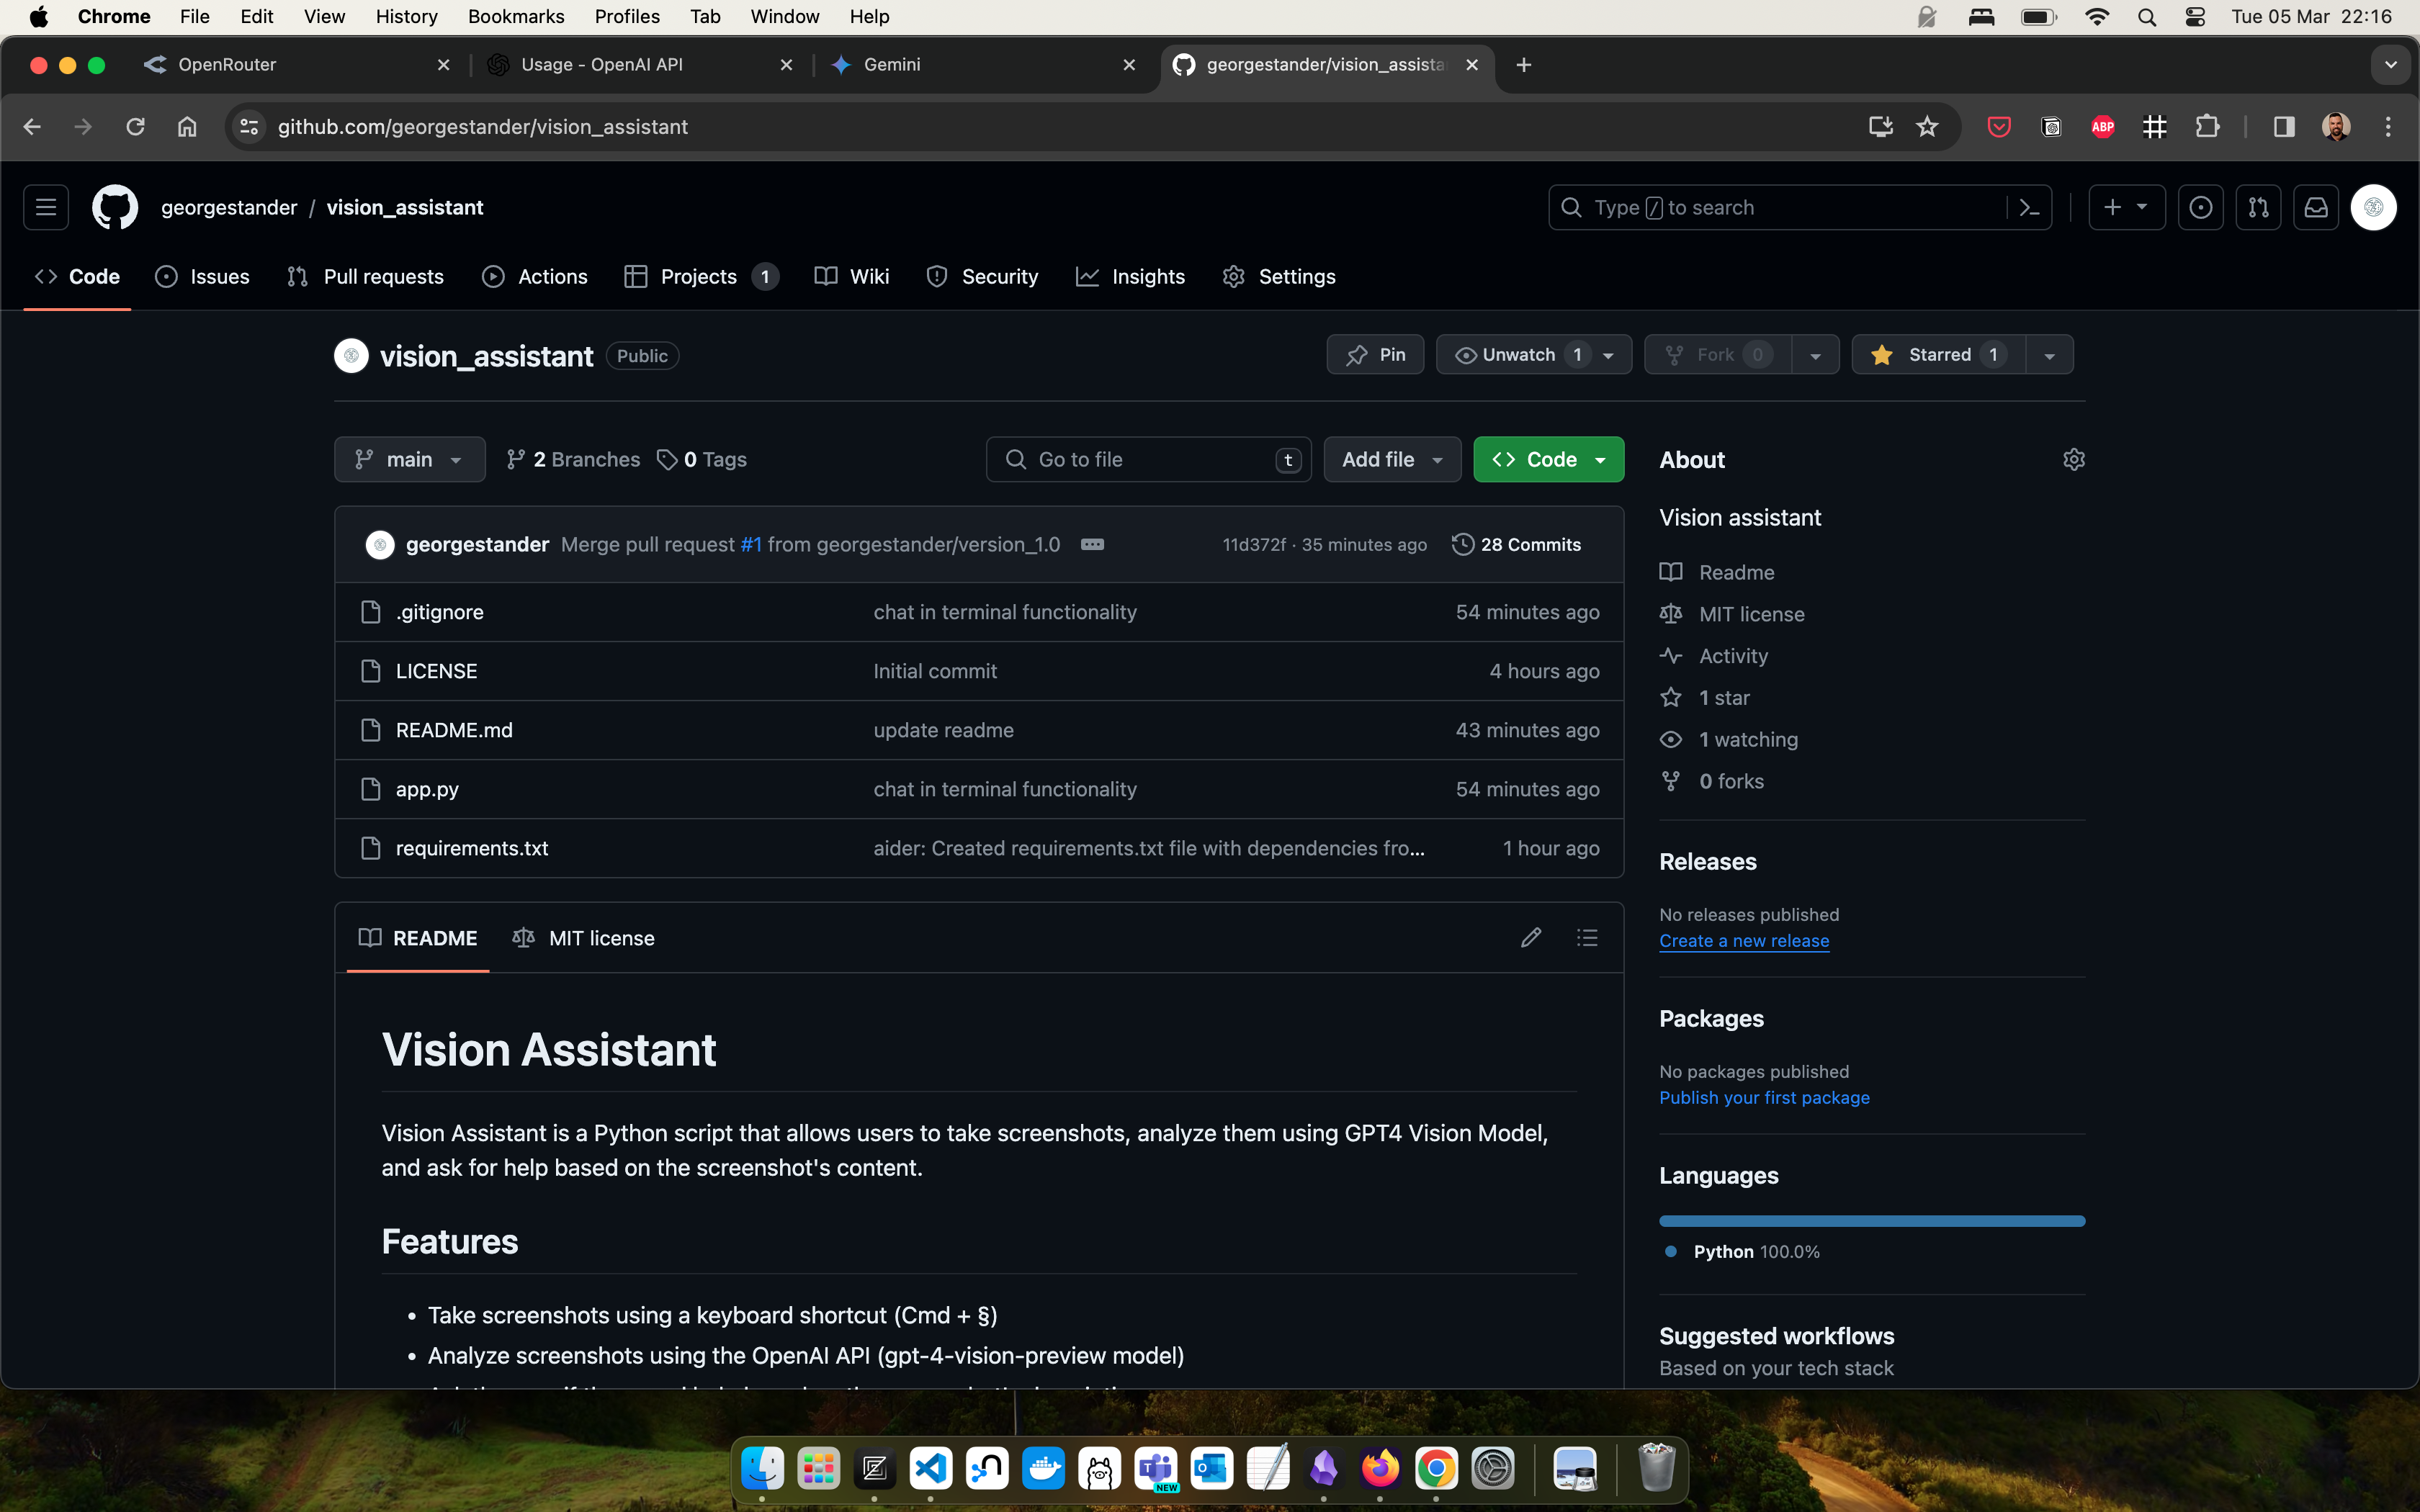 Chrome File Edit View History Bookmarks Profiles Tab Window Help Tue 05 Mar 22:16
OpenRouter Usage - OpenAI API Gemini georgestander/vision_assista
github.com/georgestander/vision_assistant ABP
georgestander / vision_assistant Type / to search
Code Issues Pull requests Actions Projects 1 Wiki Security Insights Settings
vision_assistant Public Pin Unwatch 1 Fork 0 Starred 1
main 2 Branches 0 Tags Go to file t Add file Code
georgestander Merge pull request #1 from georgestander/version_1.0 11d372f · 35 minutes ago 28 Commits
.gitignore chat in terminal functionality 54 minutes ago
LICENSE Initial commit 4 hours ago
README.md update readme 43 minutes ago
app.py chat in terminal functionality 54 minutes ago
requirements.txt aider: Created requirements.txt file with dependencies fro... 1 hour ago
README MIT license
Vision Assistant
Vision Assistant is a Python script that allows users to take screenshots, analyze them using GPT4 Vision Model,
and ask for help based on the screenshot's content.
Features
• Take screenshots using a keyboard shortcut (Cmd + §)
• Analyze screenshots using the OpenAI API (gpt-4-vision-preview model)
About
Vision assistant
Readme
MIT license
Activity
1 star
1 watching
0 forks
Releases
No releases published
Create a new release
Packages
No packages published
Publish your first package
Languages
Python 100.0%
Suggested workflows
Based on your tech stack
NEW